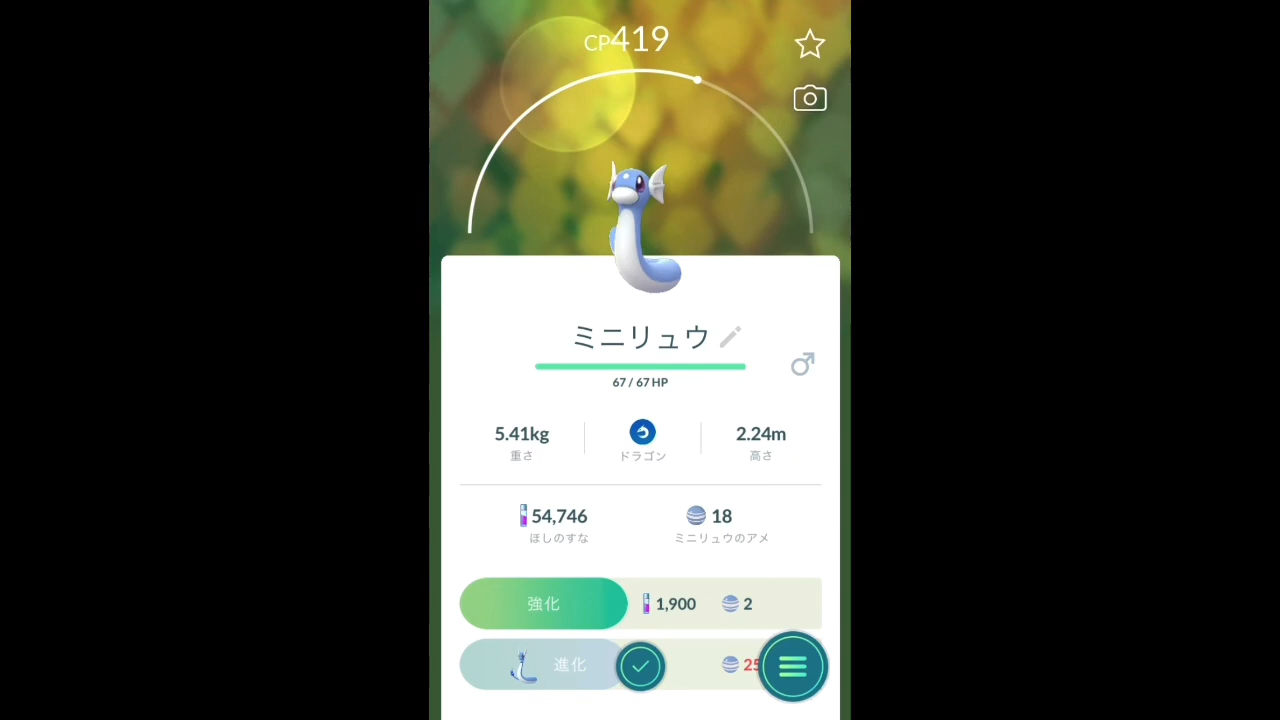 CP419
ミニリュウ
67 / 67 HP
5.41kg
重さ
ドラゴン
2.24m
高さ
54,746
ほしのすな
18
ミニリュウのアメ
強化
1,900
2
進化
25